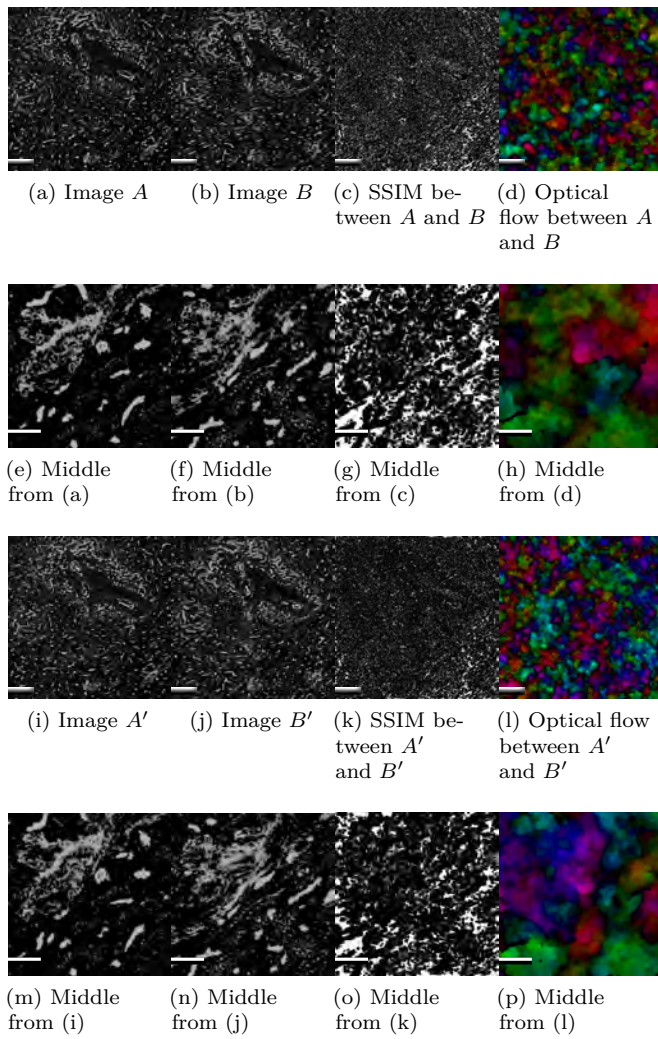 (a) Image A
(b) Image B
(c) SSIM be-
tween A and B
(d) Optical
flow between A
and B
(e) Middle
from (a)
(f) Middle
from (b)
(g) Middle
from (c)
(h) Middle
from (d)
(i) Image A′
(j) Image B′
(k) SSIM be-
tween A′
and B′
(l) Optical flow
between A′
and B′
(m) Middle
from (i)
(n) Middle
from (j)
(o) Middle
from (k)
(p) Middle
from (l)